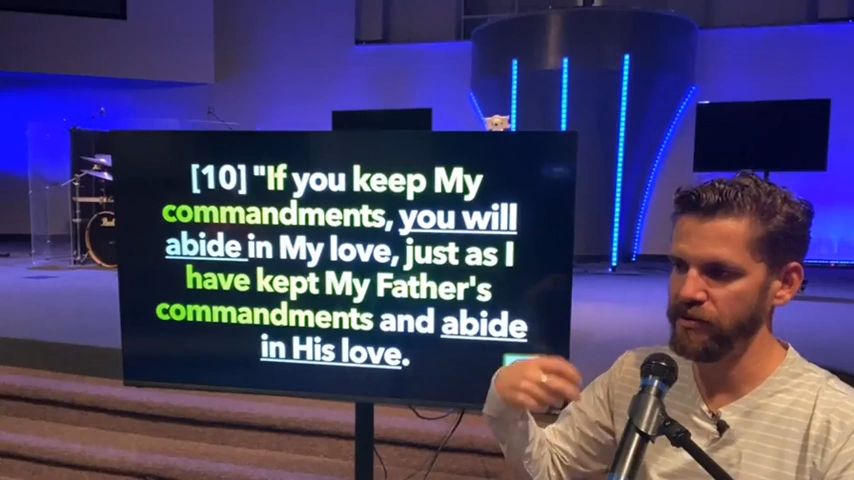 [10] "If you keep My
commandments, you will
abide in My love, just as I
have kept My Father's
commandments and abide
in His love.